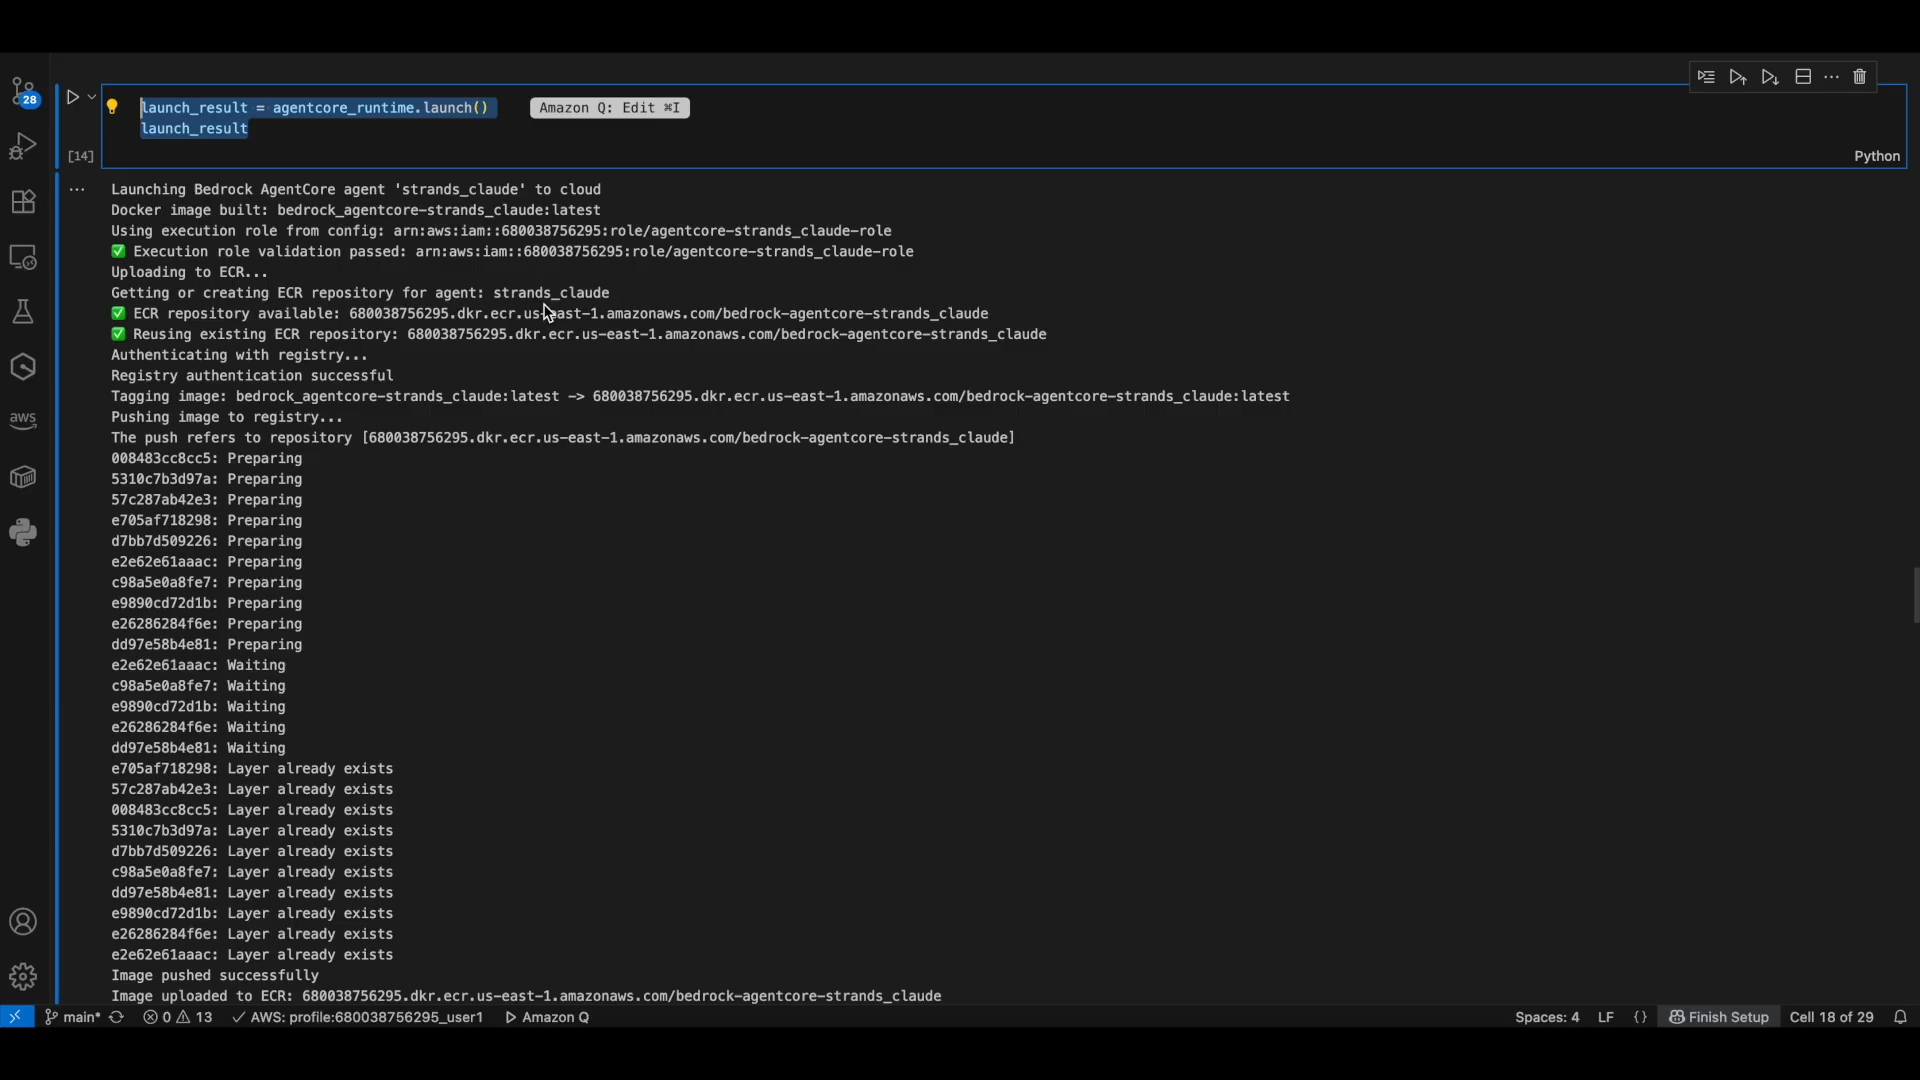 28
launch_result = agentcore_runtime.launch()
Amazon Q: Edit ⌘I
launch_result
[14]
Python
Launching Bedrock AgentCore agent 'strands_claude' to cloud
Docker image built: bedrock_agentcore-strands_claude:latest
Using execution role from config: arn:aws:iam::680038756295:role/agentcore-strands_claude-role
✅ Execution role validation passed: arn:aws:iam::680038756295:role/agentcore-strands_claude-role
Uploading to ECR...
Getting or creating ECR repository for agent: strands_claude
✅ ECR repository available: 680038756295.dkr.ecr.us-east-1.amazonaws.com/bedrock-agentcore-strands_claude
✅ Reusing existing ECR repository: 680038756295.dkr.ecr.us-east-1.amazonaws.com/bedrock-agentcore-strands_claude
Authenticating with registry...
Registry authentication successful
Tagging image: bedrock_agentcore-strands_claude:latest -> 680038756295.dkr.ecr.us-east-1.amazonaws.com/bedrock-agentcore-strands_claude:latest
Pushing image to registry...
The push refers to repository [680038756295.dkr.ecr.us-east-1.amazonaws.com/bedrock-agentcore-strands_claude]
008483cc8cc5: Preparing
5310c7b3d97a: Preparing
57c287ab42e3: Preparing
e705af718298: Preparing
d7bb7d509226: Preparing
e2e62e61aaac: Preparing
c98a5e0a8fe7: Preparing
e9890cd72d1b: Preparing
e26286284f6e: Preparing
dd97e58b4e81: Preparing
e2e62e61aaac: Waiting
c98a5e0a8fe7: Waiting
e9890cd72d1b: Waiting
e26286284f6e: Waiting
dd97e58b4e81: Waiting
e705af718298: Layer already exists
57c287ab42e3: Layer already exists
008483cc8cc5: Layer already exists
5310c7b3d97a: Layer already exists
d7bb7d509226: Layer already exists
c98a5e0a8fe7: Layer already exists
dd97e58b4e81: Layer already exists
e9890cd72d1b: Layer already exists
e26286284f6e: Layer already exists
e2e62e61aaac: Layer already exists
Image pushed successfully
Image uploaded to ECR: 680038756295.dkr.ecr.us-east-1.amazonaws.com/bedrock-agentcore-strands_claude
aws
main* 0 13 AWS: profile:680038756295_user1 Amazon Q Spaces: 4 LF {} Finish Setup Cell 18 of 29